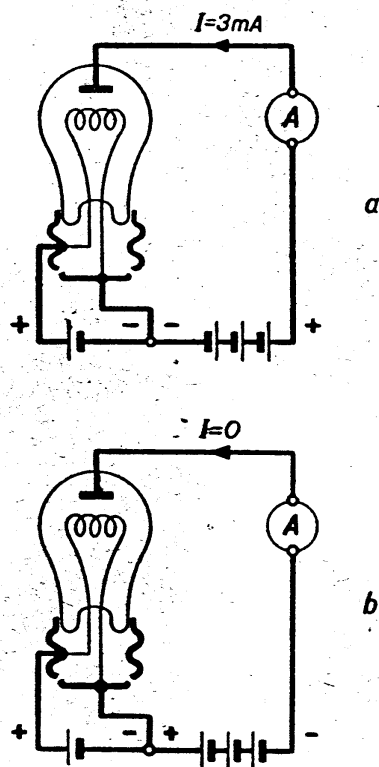 I=3mA
A
a
+ − − +
I=0
A
b
+ − + −